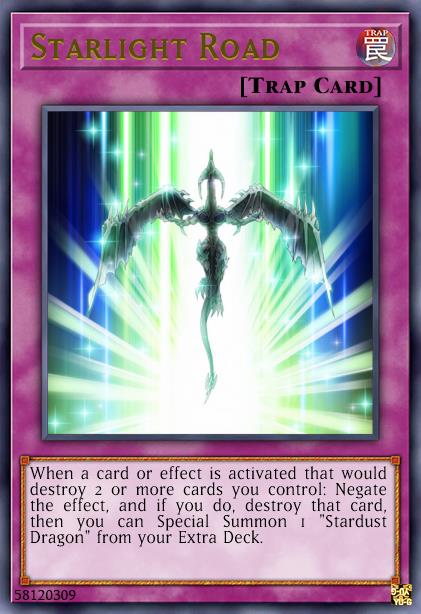 Starlight Road
TRAP
罠
[Trap Card]
When a card or effect is activated that would
destroy 2 or more cards you control: Negate
the effect, and if you do, destroy that card,
then you can Special Summon 1 "Stardust
Dragon" from your Extra Deck.
58120309